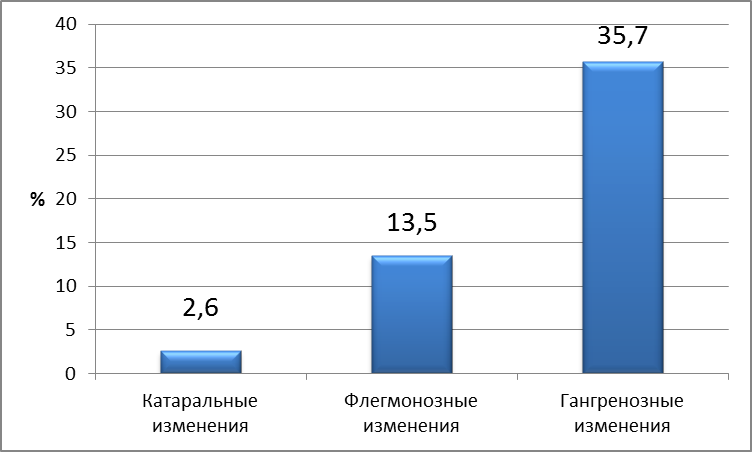 40
35
30
25
20
15
10
5
0
%
2,6
13,5
35,7
Катаральные
изменения
Флегмонозные
изменения
Гангренозные
изменения